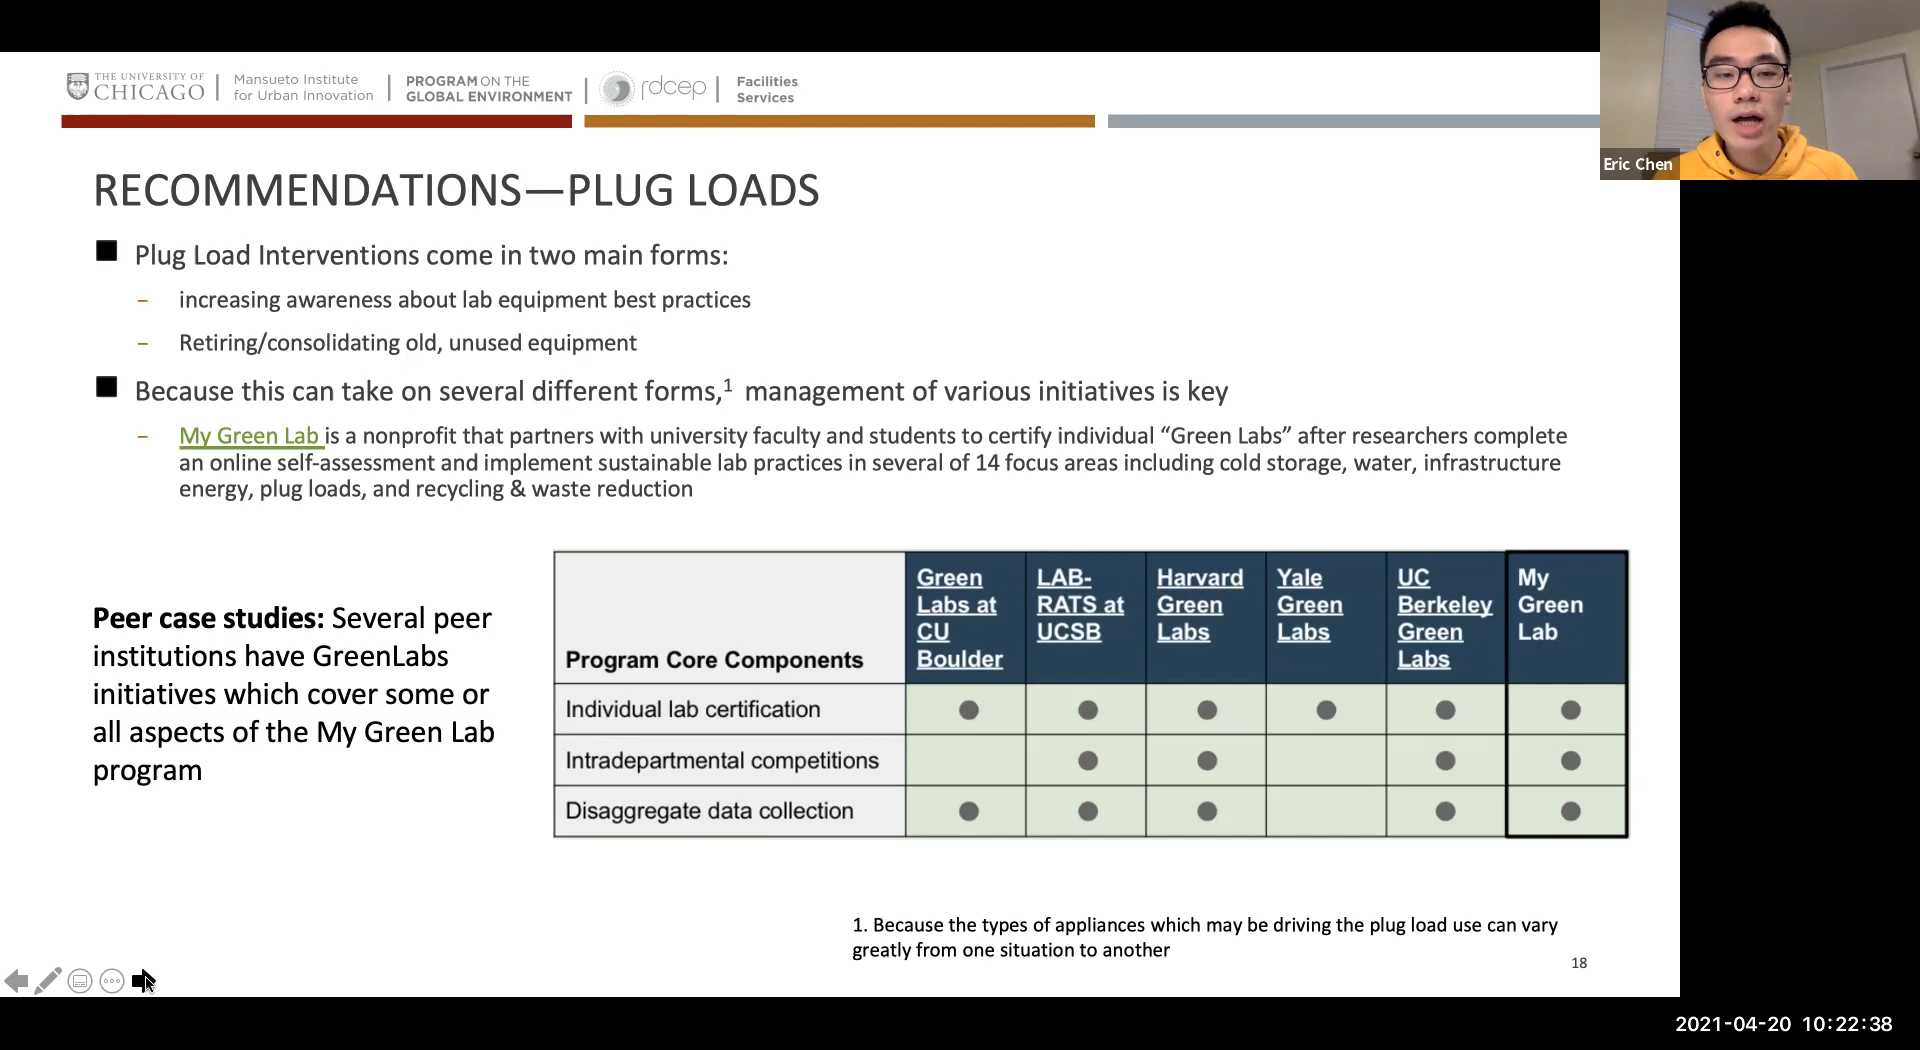 THE UNIVERSITY OF
CHICAGO
Mansueto Institute
for Urban Innovation
PROGRAM ON THE
GLOBAL ENVIRONMENT
rdcep
Facilities
Services
Eric Chen
RECOMMENDATIONS—PLUG LOADS
Plug Load Interventions come in two main forms:
– increasing awareness about lab equipment best practices
– Retiring/consolidating old, unused equipment
Because this can take on several different forms,1 management of various initiatives is key
– My Green Lab is a nonprofit that partners with university faculty and students to certify individual “Green Labs” after researchers complete
an online self-assessment and implement sustainable lab practices in several of 14 focus areas including cold storage, water, infrastructure
energy, plug loads, and recycling & waste reduction
Peer case studies: Several peer
institutions have GreenLabs
initiatives which cover some or
all aspects of the My Green Lab
program
Program Core Components
Green
Labs at
CU
Boulder
LAB-
RATS at
UCSB
Harvard
Green
Labs
Yale
Green
Labs
UC
Berkeley
Green
Labs
My
Green
Lab
Individual lab certification
Intradepartmental competitions
Disaggregate data collection
1. Because the types of appliances which may be driving the plug load use can vary
greatly from one situation to another
18
2021-04-20 10:22:38